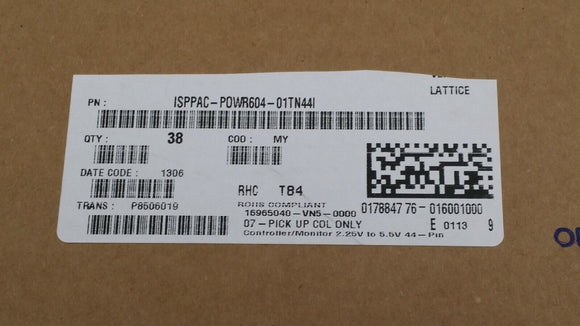 LATTICE
PN : ISPPAC-POWR604-01TN44I
QTY : 38 COO : MY
DATE CODE : 1306
RHC T84
TRANS : P8506019
ROHS COMPLIANT
16965040-VN5-0000
07-PICK UP COL ONLY
Controller/Monitor 2.25V to 5.5V 44-Pin
01788477 76-016001000
E 0113 9